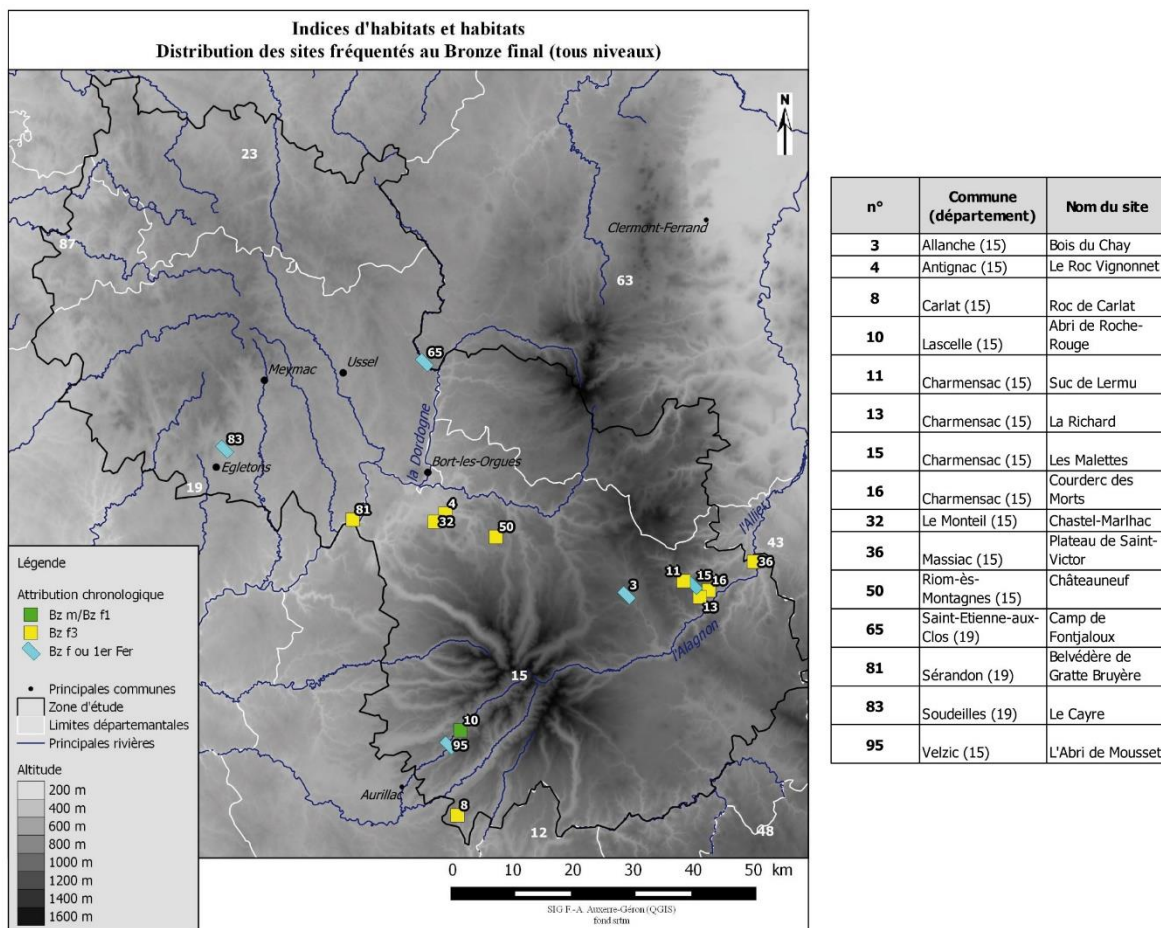 Indices d'habitats et habitats
Distribution des sites fréquentés au Bronze final (tous niveaux)
N
23
Clermont-Ferrand
87
63
65
Ussel
Meymac
la Dordogne
83
Egletons
Bort-les-Orgues
19
81
4
32
50
l'Allier
43
36
11
15
16
3
13
l'Alagnon
15
10
95
Aurillac
8
12
48
Légende
Attribution chronologique
Bz m/Bz f1
Bz f3
Bz f ou 1er Fer
Principales communes
Zone d'étude
Limites départemantales
Principales rivières
Altitude
200 m
400 m
600 m
800 m
1000 m
1200 m
1400 m
1600 m
0 10 20 30 40 50 km
SIG F.-A. Auxerre-Géron (QGIS)
fond srtm
n° Commune (département) Nom du site
3 Allanche (15) Bois du Chay
4 Antignac (15) Le Roc Vignonnet
8 Carlat (15) Roc de Carlat
10 Lascelle (15) Abri de Roche-Rouge
11 Charmensac (15) Suc de Lermu
13 Charmensac (15) La Richard
15 Charmensac (15) Les Malettes
16 Charmensac (15) Courderc des Morts
32 Le Monteil (15) Chastel-Marlhac
36 Massiac (15) Plateau de Saint-Victor
50 Riom-ès-Montagnes (15) Châteauneuf
65 Saint-Etienne-aux-Clos (19) Camp de Fontjaloux
81 Sérandon (19) Belvédère de Gratte Bruyère
83 Soudeilles (19) Le Cayre
95 Velzic (15) L'Abri de Mousset